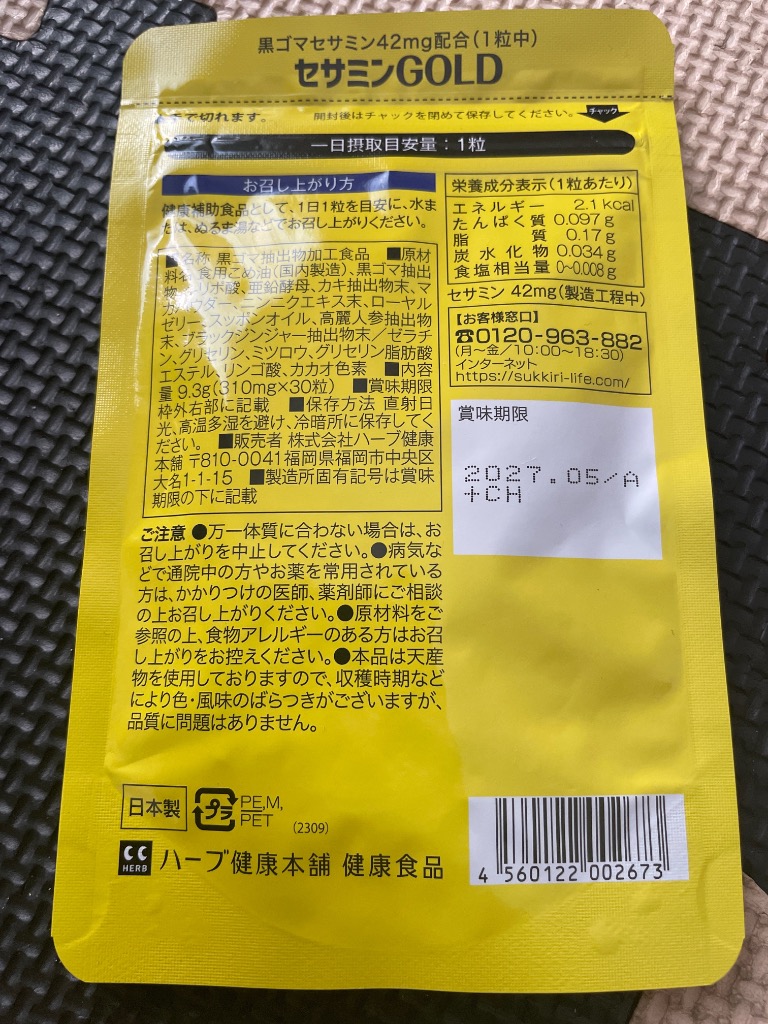 黒ゴマセサミン42mg配合(1粒中)
セサミンGOLD
で切れます。
開封後はチャックを閉めて保存してください。
チャック
一日摂取目安量:1粒
お召し上がり方
健康補助食品として、1日1粒を目安に、水ま
たは、ぬるま湯などでお召し上がりください。
■名称 黒ゴマ抽出物加工食品 ■原材
料名 食用こめ油(国内製造)、黒ゴマ抽出
物、リポ酸、亜鉛酵母、カキ抽出物末、マ
カパウダー、ニンニクエキス末、ローヤル
ゼリー、スッポンオイル、高麗人参抽出物
末、ブラックジンジャー抽出物末/ゼラチ
ン、グリセリン、ミツロウ、グリセリン脂肪酸
エステル、リンゴ酸、カカオ色素 ■内容
量 9.3g(310mg×30粒) ■賞味期限
枠外右部に記載 ■保存方法 直射日
光、高温多湿を避け、冷暗所に保存してく
ださい。 ■販売者 株式会社ハーブ健康
本舗 〒810-0041福岡県福岡市中央区
大名1-1-15 ■製造所固有記号は賞味
期限の下に記載
栄養成分表示(1粒あたり)
エネルギー 2.1kcal
たんぱく質 0.097g
脂質 0.17g
炭水化物 0.034g
食塩相当量 0~0.008g
セサミン 42mg(製造工程中)
【お客様窓口】
☎0120-963-882
(月~金/10:00~18:30)
インターネット
https://sukkiri-life.com/
賞味期限
2027.05/A
+CH
ご注意 ●万一体質に合わない場合は、お
召し上がりを中止してください。●病気な
どで通院中の方やお薬を常用されている
方は、かかりつけの医師、薬剤師にご相談
の上お召し上がりください。●原材料をご
参照の上、食物アレルギーのある方はお召
し上がりをお控えください。●本品は天産
物を使用しておりますので、収穫時期など
により色・風味のばらつきがございますが、
品質に問題はありません。
日本製
プラ
PE,M,
PET
(2309)
HERB
ハーブ健康本舗 健康食品
4 560122 002673